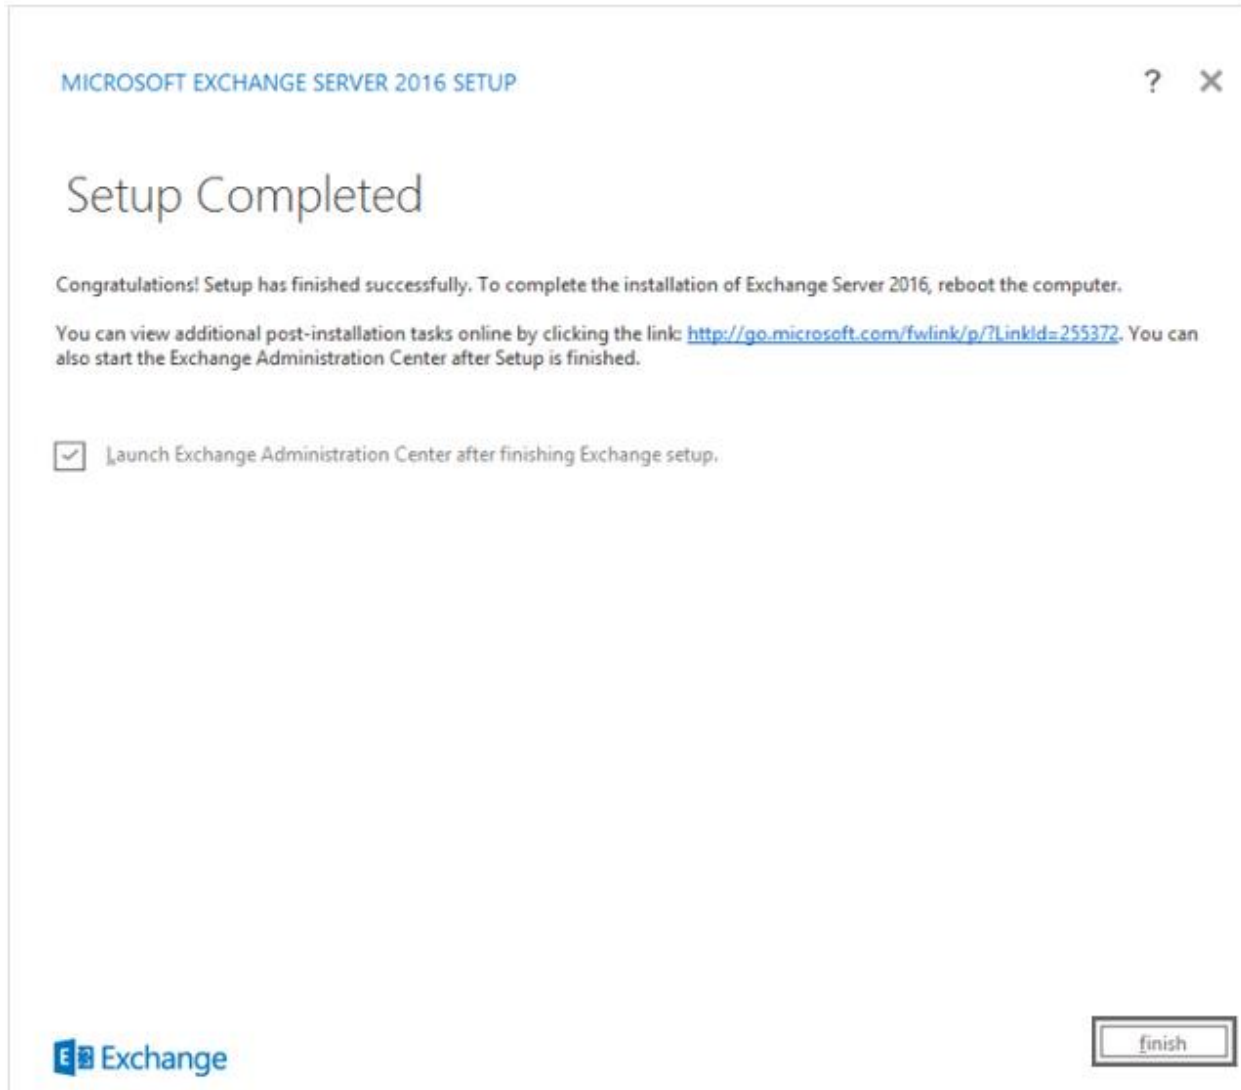 MICROSOFT EXCHANGE SERVER 2016 SETUP
? ✕
Setup Completed
Congratulations! Setup has finished successfully. To complete the installation of Exchange Server 2016, reboot the computer.
You can view additional post-installation tasks online by clicking the link: http://go.microsoft.com/fwlink/p/?LinkId=255372. You can
also start the Exchange Administration Center after Setup is finished.
Launch Exchange Administration Center after finishing Exchange setup.
E Exchange
finish